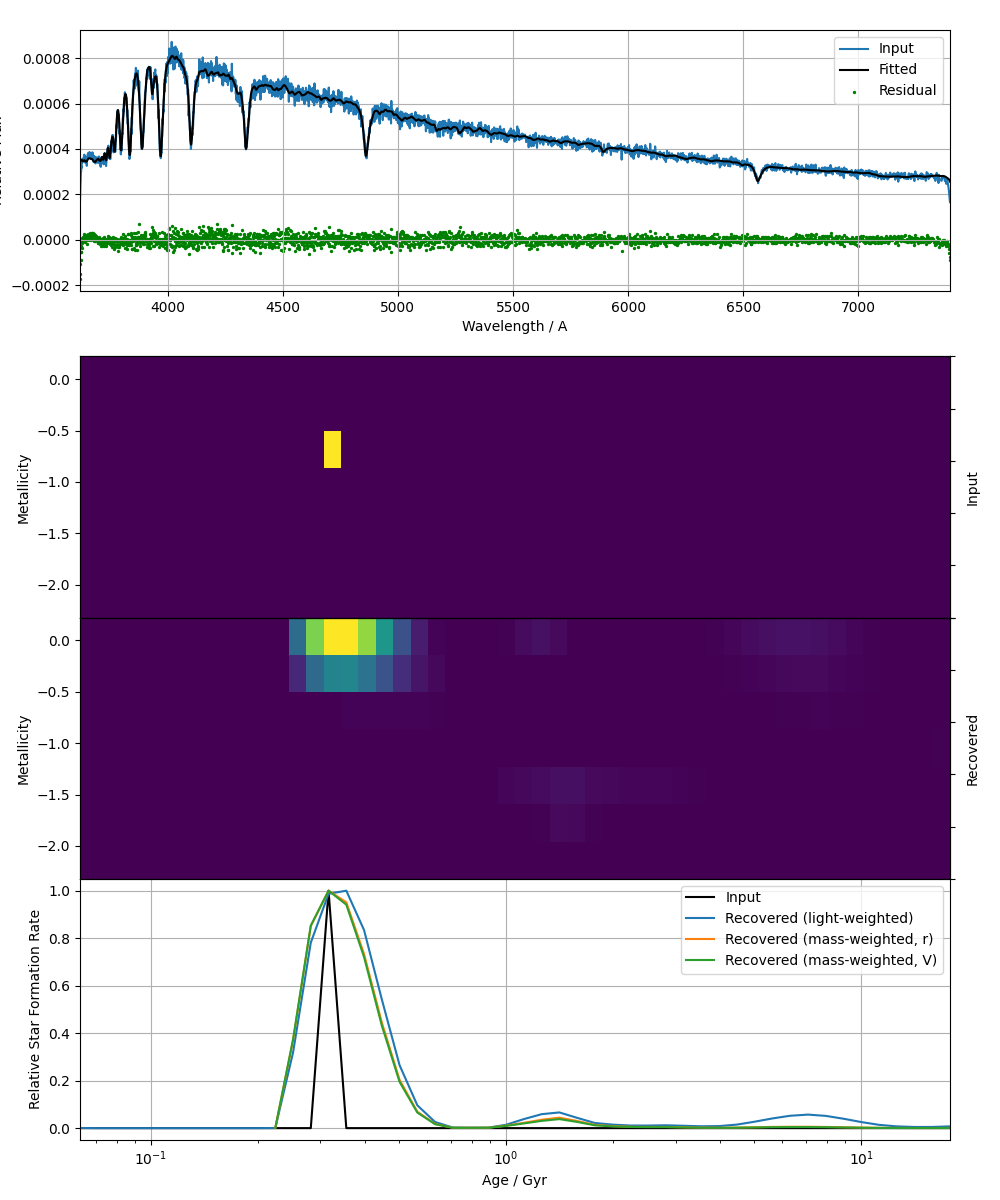 0.0008
0.0006
0.0004
0.0002
0.0000
−0.0002
Input
Fitted
Residual
4000 4500 5000 5500 6000 6500 7000
Wavelength / A
0.0
−0.5
−1.0
−1.5
−2.0
Metallicity
Input
0.0
−0.5
−1.0
−1.5
−2.0
Metallicity
Recovered
1.0
0.8
0.6
0.4
0.2
0.0
Relative Star Formation Rate
Input
Recovered (light-weighted)
Recovered (mass-weighted, r)
Recovered (mass-weighted, V)
10⁻¹ 10⁰ 10¹
Age / Gyr